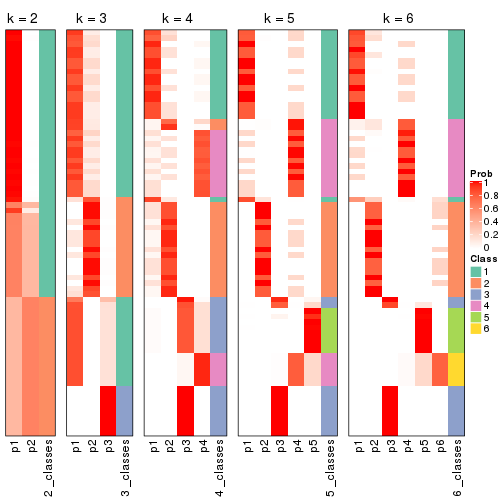 k = 2
k = 3
k = 4
k = 5
k = 6
p1
p2
2_classes
p1
p2
p3
3_classes
p1
p2
p3
p4
4_classes
p1
p2
p3
p4
p5
5_classes
p1
p2
p3
p4
p5
p6
6_classes
Prob
1
0.8
0.6
0.4
0.2
0
Class
1
2
3
4
5
6